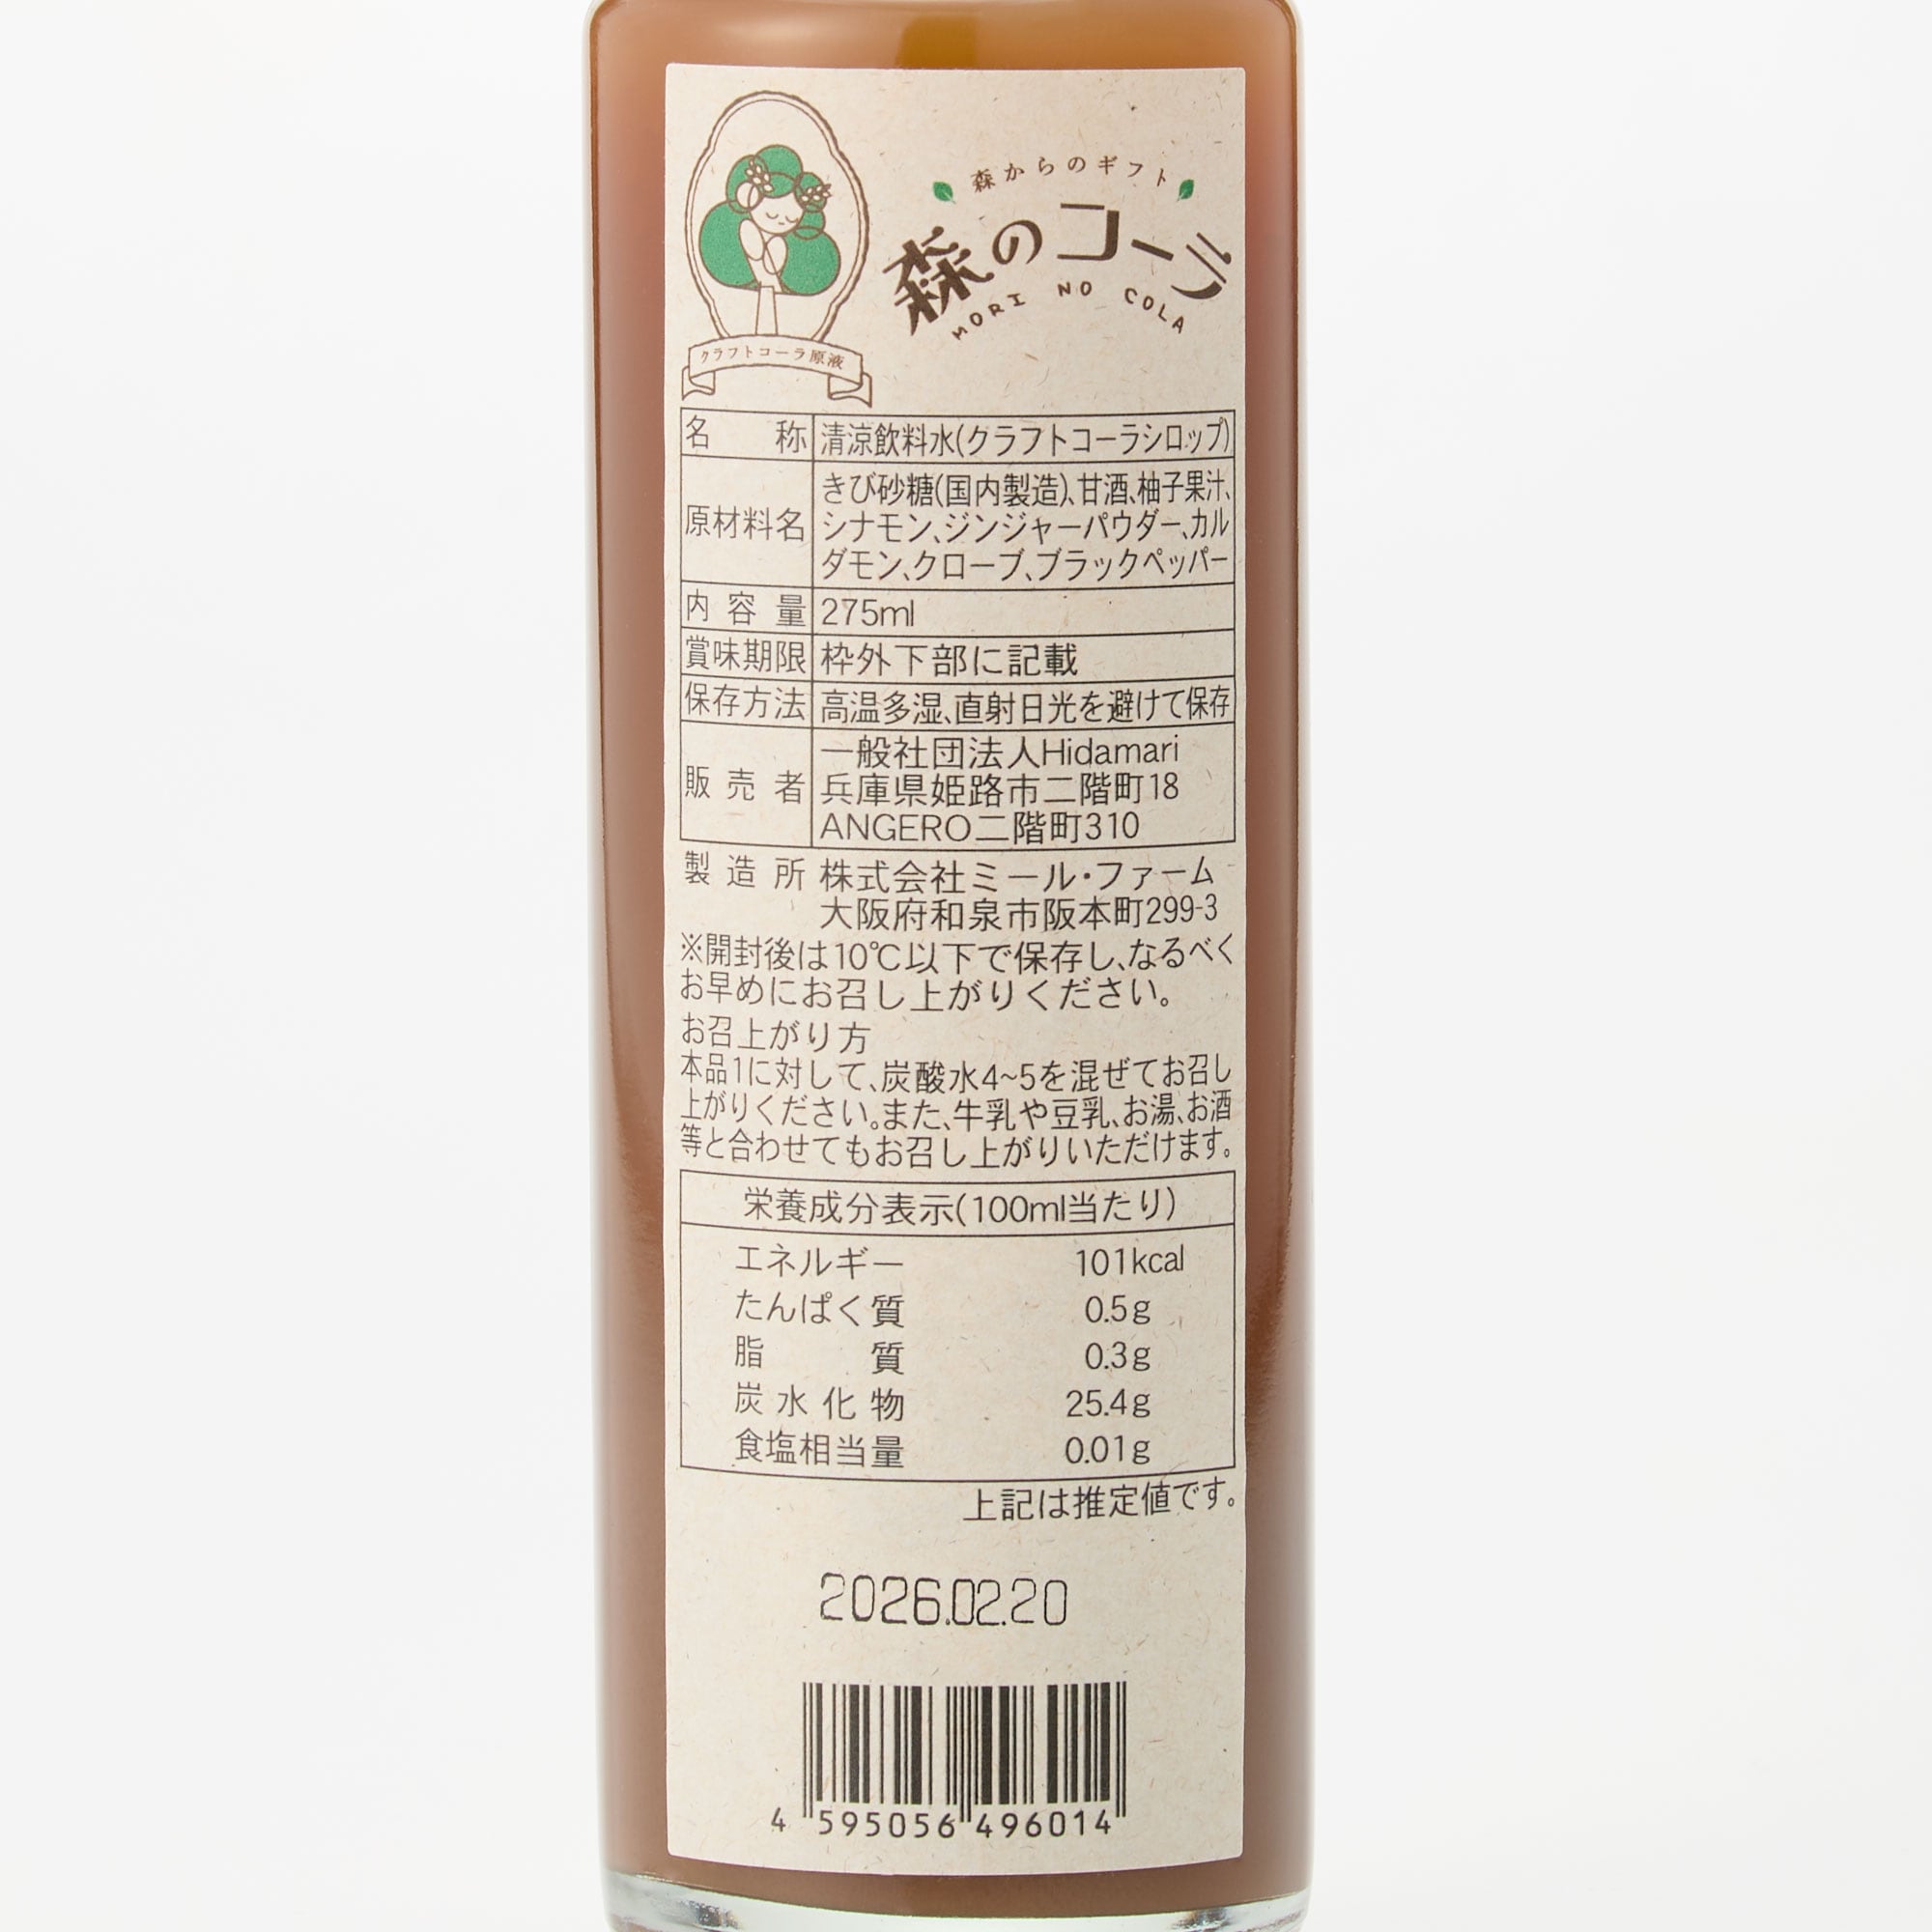 森からのギフト
森のコーラ
MORI NO COLA
クラフトコーラ原液
名称 清涼飲料水(クラフトコーラシロップ)
原材料名 きび砂糖(国内製造)、甘酒、柚子果汁、
シナモン、ジンジャーパウダー、カル
ダモン、クローブ、ブラックペッパー
内容量 275ml
賞味期限 枠外下部に記載
保存方法 高温多湿、直射日光を避けて保存
販売者 一般社団法人Hidamari
兵庫県姫路市二階町18
ANGERO二階町310
製造所 株式会社ミール・ファーム
大阪府和泉市阪本町299-3
※開封後は10℃以下で保存し、なるべく
お早めにお召し上がりください。
お召上がり方
本品1に対して、炭酸水4~5を混ぜてお召し
上がりください。また、牛乳や豆乳、お湯、お酒
等と合わせてもお召し上がりいただけます。
栄養成分表示(100ml当たり)
エネルギー 101kcal
たんぱく質 0.5g
脂質 0.3g
炭水化物 25.4g
食塩相当量 0.01g
上記は推定値です。
2026.02.20
4 595056 496014